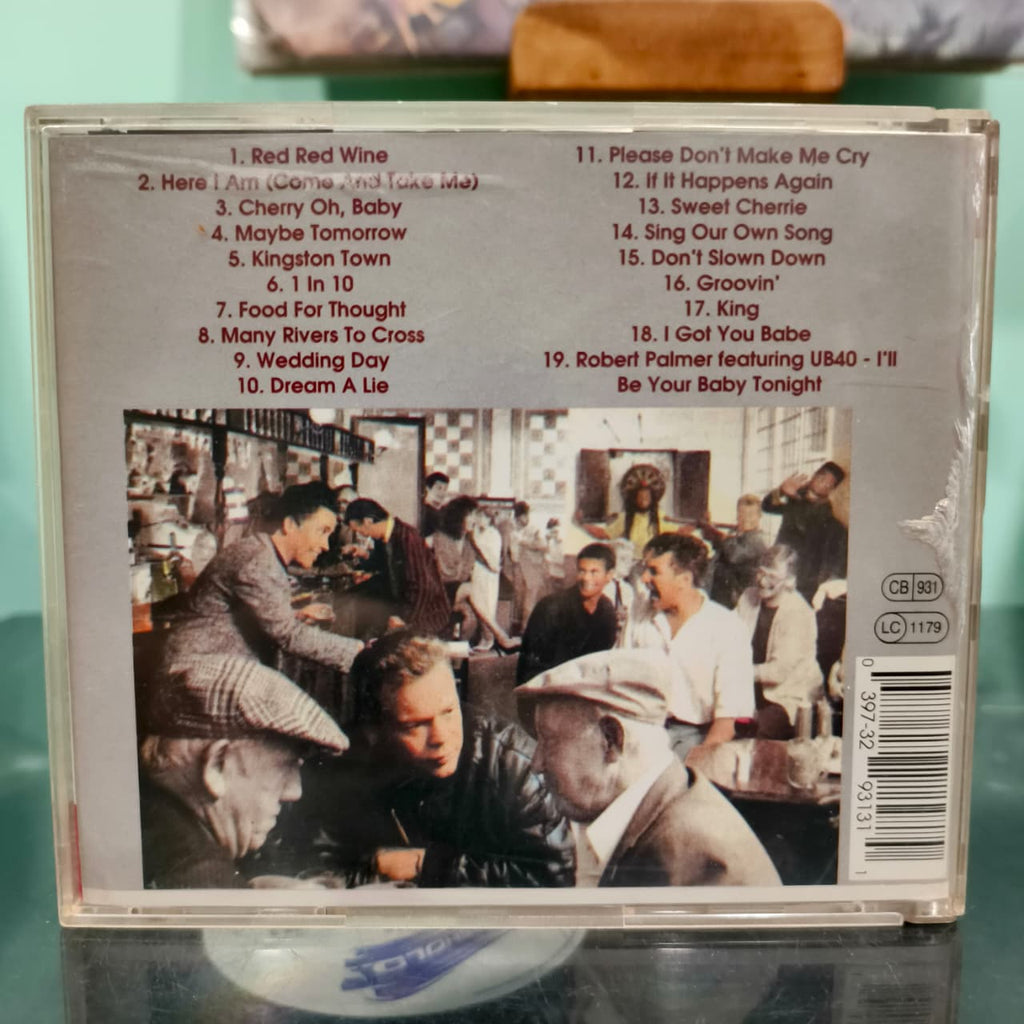 1. Red Red Wine
2. Here I Am (Come And Take Me)
3. Cherry Oh, Baby
4. Maybe Tomorrow
5. Kingston Town
6. 1 In 10
7. Food For Thought
8. Many Rivers To Cross
9. Wedding Day
10. Dream A Lie
11. Please Don't Make Me Cry
12. If It Happens Again
13. Sweet Cherrie
14. Sing Our Own Song
15. Don't Slown Down
16. Groovin'
17. King
18. I Got You Babe
19. Robert Palmer featuring UB40 - I'll
Be Your Baby Tonight
CB 931
LC 1179
0 397-32 93131 1